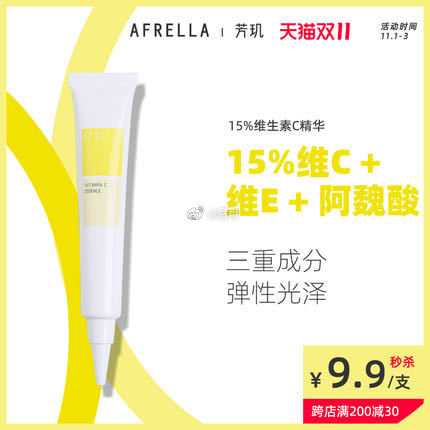 AFRELLA | 芳玑 天猫双11 活动时间
11.1-3
15%维生素C精华
15%维C +
维E + 阿魏酸
三重成分
弹性光泽
VITAMIN C
ESSENCE
秒杀
¥9.9/支
跨店满200减30